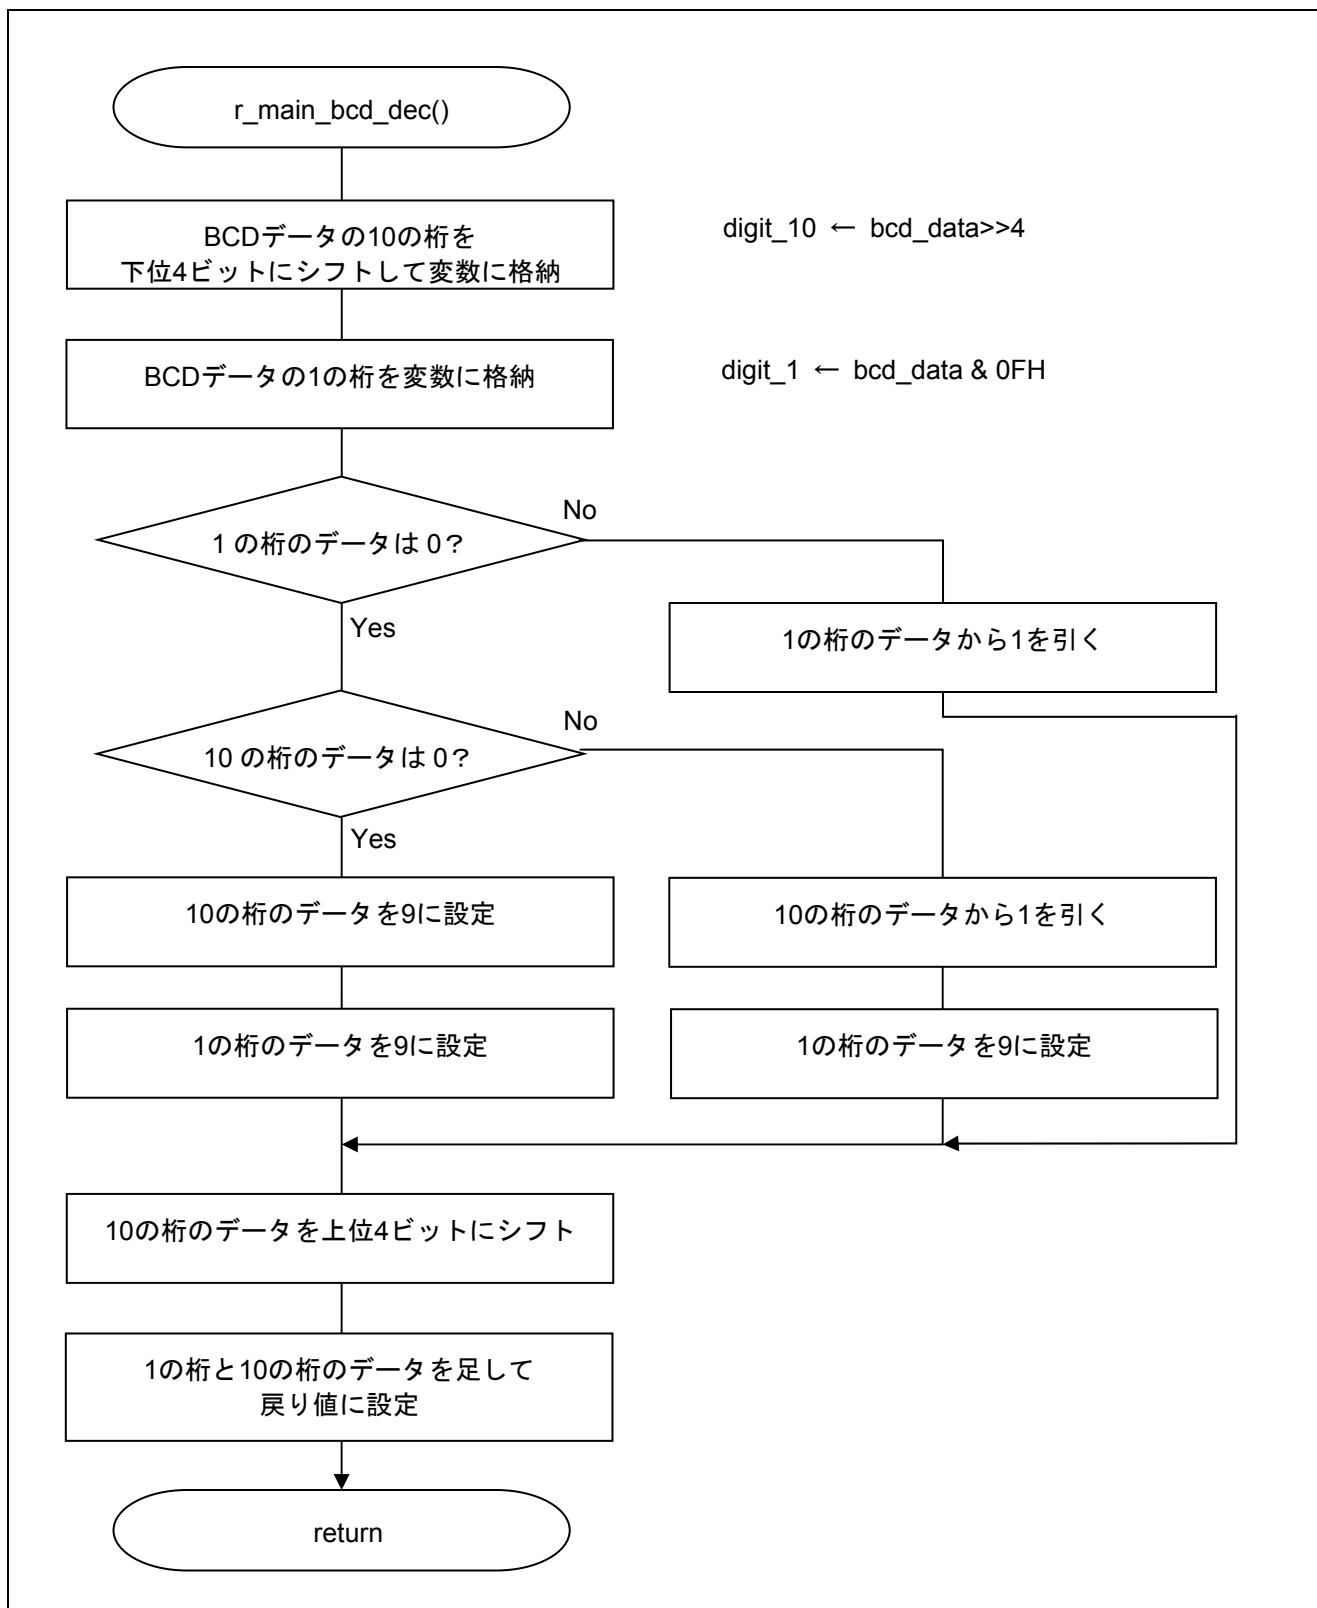 r_main_bcd_dec()
BCDデータの10の桁を
下位4ビットにシフトして変数に格納
digit_10 ← bcd_data>>4
BCDデータの1の桁を変数に格納
digit_1 ← bcd_data & 0FH
1 の桁のデータは 0？
No
Yes
1の桁のデータから1を引く
10 の桁のデータは 0？
No
Yes
10の桁のデータを9に設定
10の桁のデータから1を引く
1の桁のデータを9に設定
1の桁のデータを9に設定
10の桁のデータを上位4ビットにシフト
1の桁と10の桁のデータを足して
戻り値に設定
return